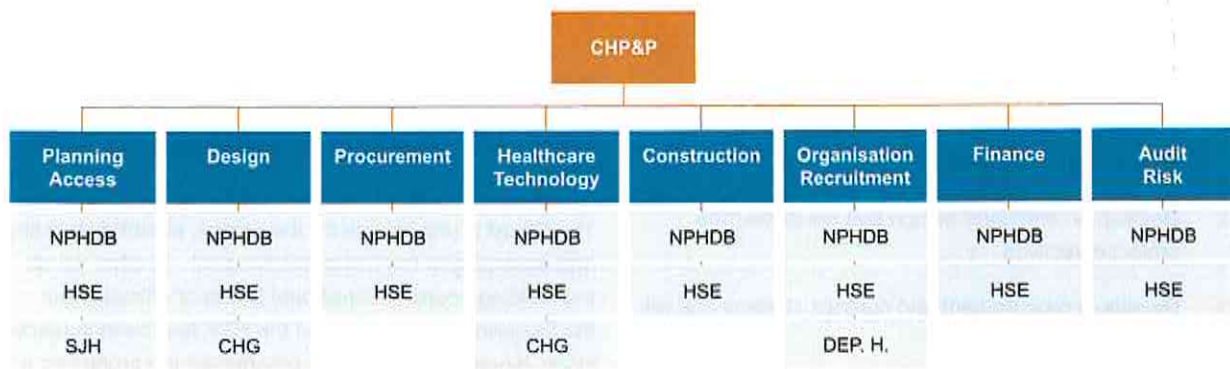 CHP&P
Planning Access
Design
Procurement
Healthcare Technology
Construction
Organisation Recruitment
Finance
Audit Risk
NPHDB NPHDB NPHDB NPHDB NPHDB NPHDB NPHDB NPHDB
HSE HSE HSE HSE HSE HSE HSE HSE
SJH CHG CHG DEP. H.